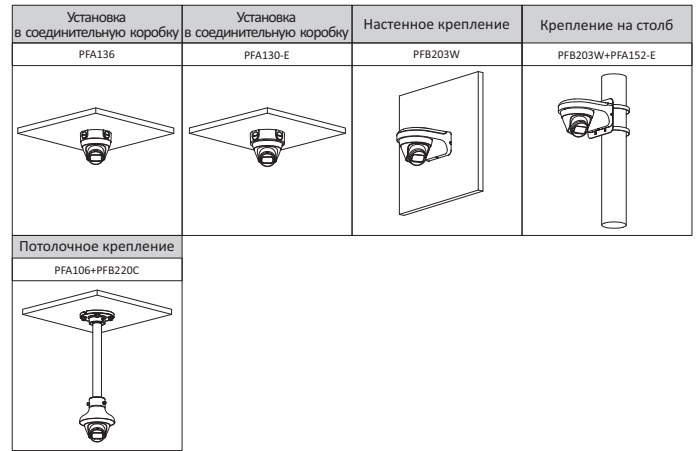 Установка
в соединительную коробку
Установка
в соединительную коробку
Настенное крепление
Крепление на столб
PFA136
PFA130-E
PFB203W
PFB203W+PFA152-E
Потолочное крепление
PFA106+PFB220C